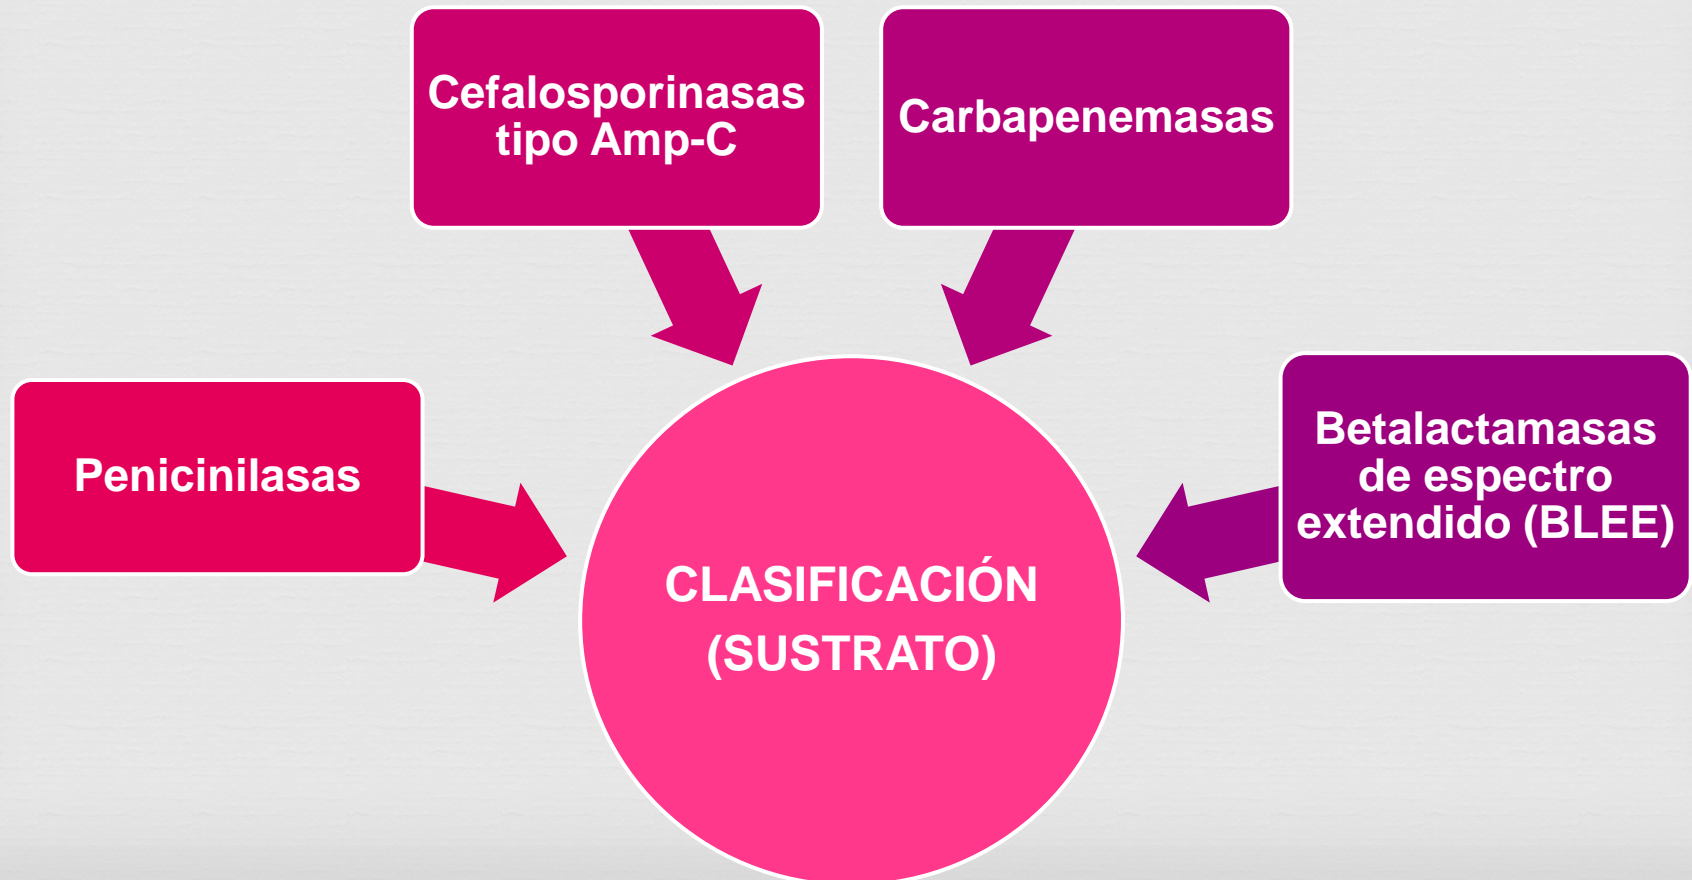 Cefalosporinasas
tipo Amp-C
Carbapenemasas
Penicinilasas
Betalactamasas
de espectro
extendido (BLEE)
CLASIFICACIÓN
(SUSTRATO)